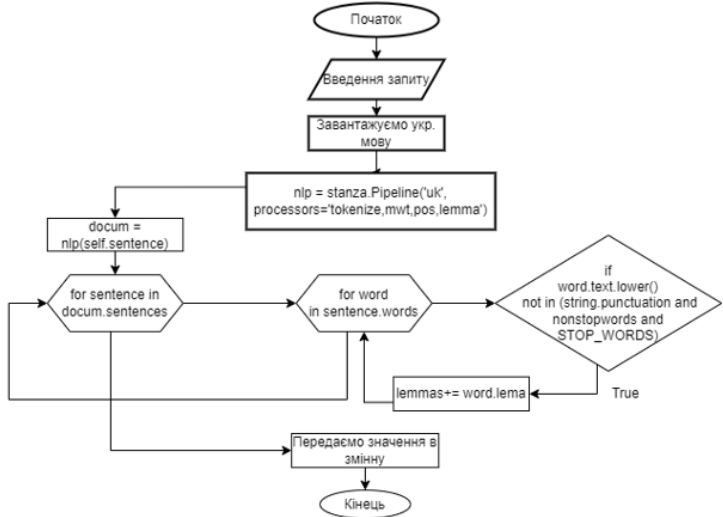 Початок
Введення запиту
Завантажуємо укр.
мову
nlp = stanza.Pipeline('uk',
processors='tokenize,mwt,pos,lemma')
docum =
nlp(self.sentence)
for sentence in
docum.sentences
for word
in sentence.words
if
word.text.lower()
not in (string.punctuation and
nonstopwords and
STOP_WORDS)
lemmas+= word.lema
True
Передаємо значення в
змінну
Кінець